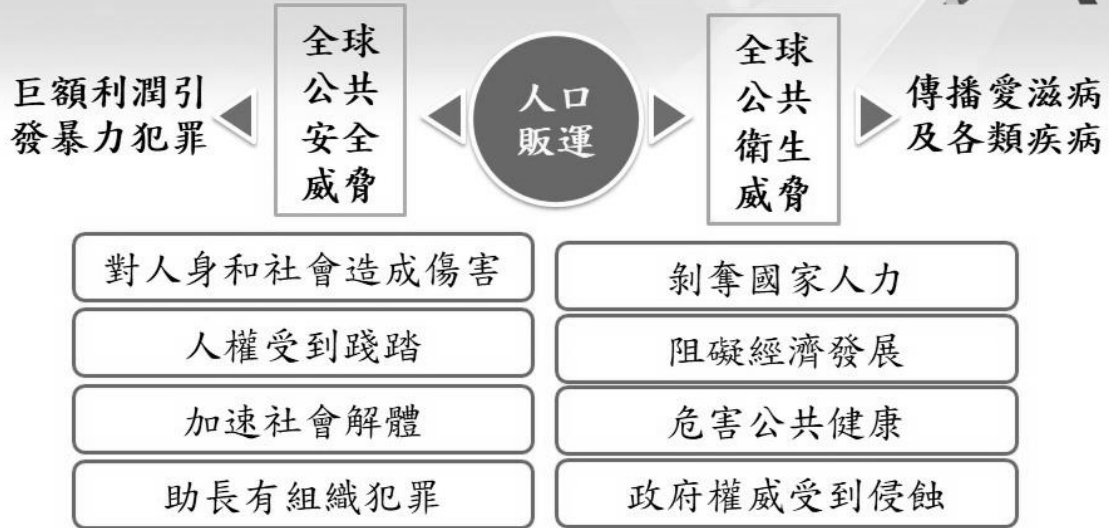 巨額利潤引
發暴力犯罪
全球
公共
安全
威脅
人口
販運
全球
公共
衛生
威脅
傳播愛滋病
及各類疾病
對人身和社會造成傷害
人權受到踐踏
加速社會解體
助長有組織犯罪
剝奪國家人力
阻礙經濟發展
危害公共健康
政府權威受到侵蝕